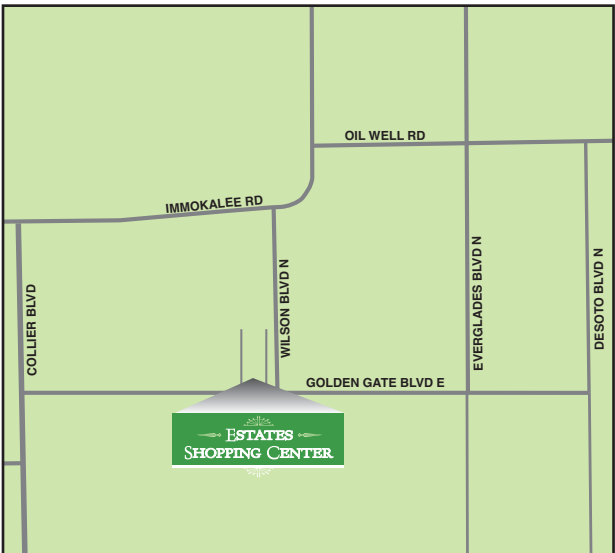 OIL WELL RD
IMMOKALEE RD
COLLIER BLVD
WILSON BLVD N
EVERGLADES BLVD N
DESOTO BLVD N
GOLDEN GATE BLVD E
ESTATES
SHOPPING CENTER